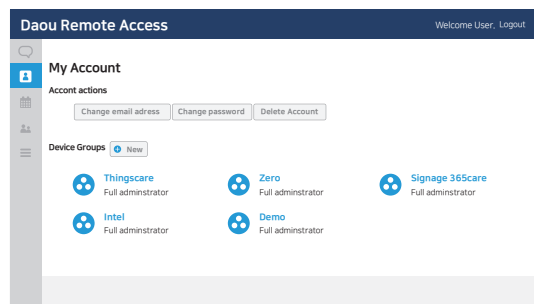 Daou Remote Access
Welcome User. Logout
My Account
Accont actions
Change email adress Change password Delete Account
Device Groups New
Thingscare Zero Signage 365care
Full adminstrator Full adminstrator Full adminstrator
Intel Demo
Full adminstrator Full adminstrator